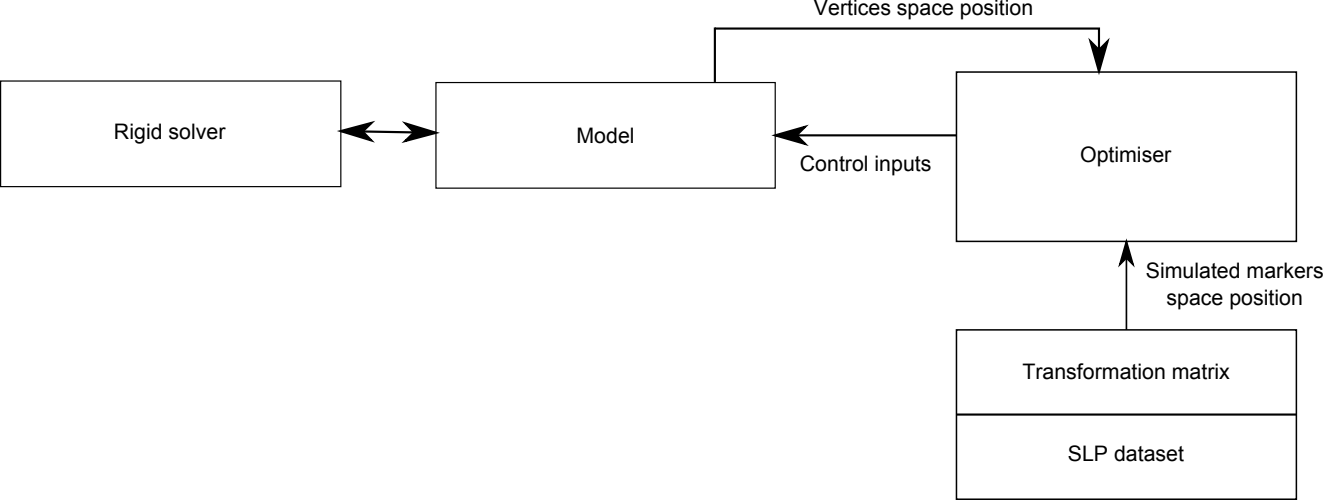 Vertices space position
Rigid solver
Model
Control inputs
Optimiser
Simulated markers
space position
Transformation matrix
SLP dataset